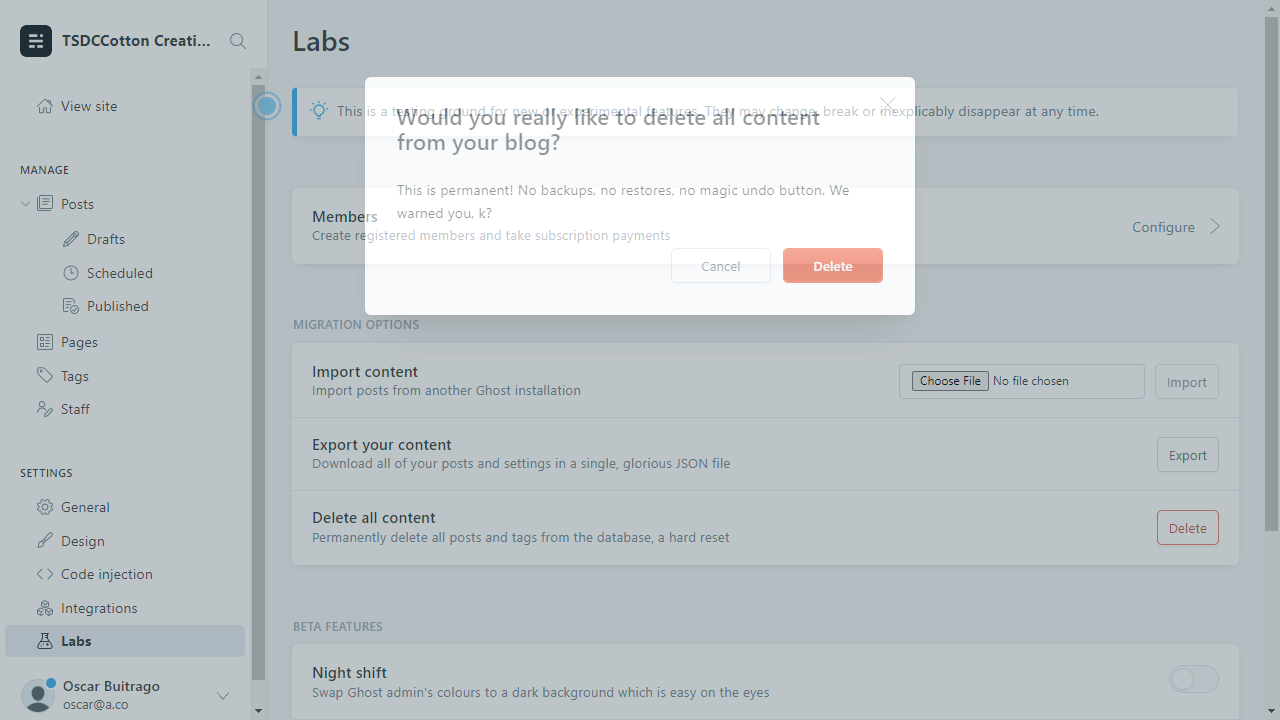 TSDCCotton Creati...
View site
MANAGE
Posts
Drafts
Scheduled
Published
Pages
Tags
Staff
SETTINGS
General
Design
Code injection
Integrations
Labs
Oscar Buitrago
oscar@a.co
Labs
This is a testing ground for new or experimental features. They may change, break or inexplicably disappear at any time.
Would you really like to delete all content
from your blog?
This is permanent! No backups, no restores, no magic undo button. We
warned you, k?
Cancel
Delete
Members
Create registered members and take subscription payments
Configure
MIGRATION OPTIONS
Import content
Import posts from another Ghost installation
Choose File No file chosen
Import
Export your content
Download all of your posts and settings in a single, glorious JSON file
Export
Delete all content
Permanently delete all posts and tags from the database, a hard reset
Delete
BETA FEATURES
Night shift
Swap Ghost admin's colours to a dark background which is easy on the eyes